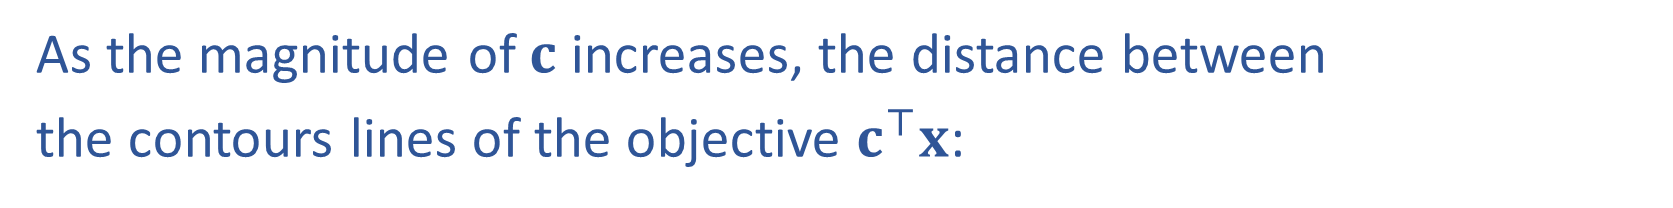 As the magnitude of c increases, the distance between
the contours lines of the objective c⊤x: